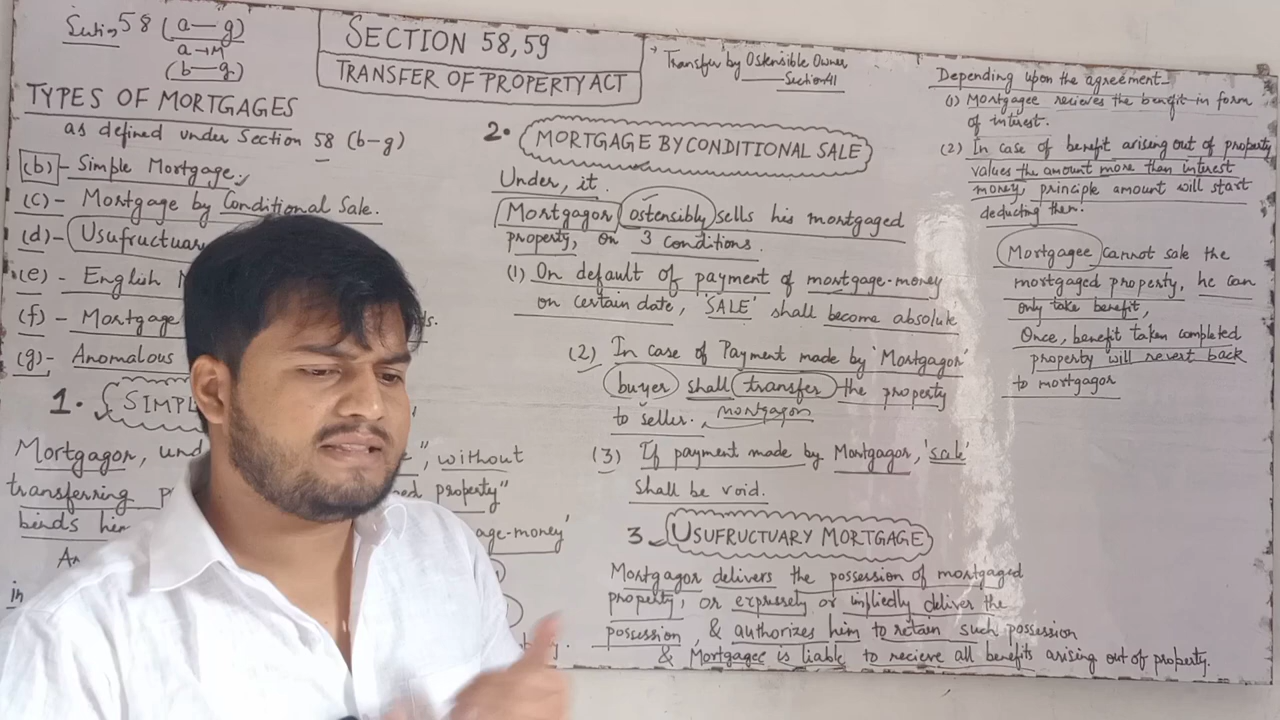 Section 58 (a—g)
a→M
(b—g)
SECTION 58,59
TRANSFER OF PROPERTY ACT
Transfer by Ostensible Owner
Section 41
TYPES OF MORTGAGES
as defined under Section 58 (b-g)
(b) - Simple Mortgage.
(c) - Mortgage by Conditional Sale.
(d) - Usufructuar
(e) - English
(f) - Mortgage
(g) - Anomalous
1. SIMPL
Mortgagor, und ", without
transferring ed property"
binds him age-money'
in
2. MORTGAGE BY CONDITIONAL SALE
Under, it.
Mortgagor ostensibly sells his mortgaged
property, on 3 conditions.
(1) On default of payment of mortgage-money
on certain date, 'SALE' shall become absolute
(2) In case of Payment made by 'Mortgagor'
buyer shall transfer the property
to seller. mortgagor
(3) If payment made by Mortgagor, 'sale'
shall be void.
3. USUFRUCTUARY MORTGAGE
Mortgagor delivers the possession of mortgaged
property, or expressly or impliedly deliver the
possession, & authorizes him to retain such possession
& Mortgagee is liable to recieve all benefits arising out of property.
Depending upon the agreement-
(1) Mortgagee recieves the benefit in form
of interest.
(2) In case of benefit arising out of property
values the amount more than interest
money, principle amount will start
deducting then.
Mortgagee cannot sale the
mortgaged property, he can
only take benefit,
Once, benefit taken completed
property will revert back
to mortgagor